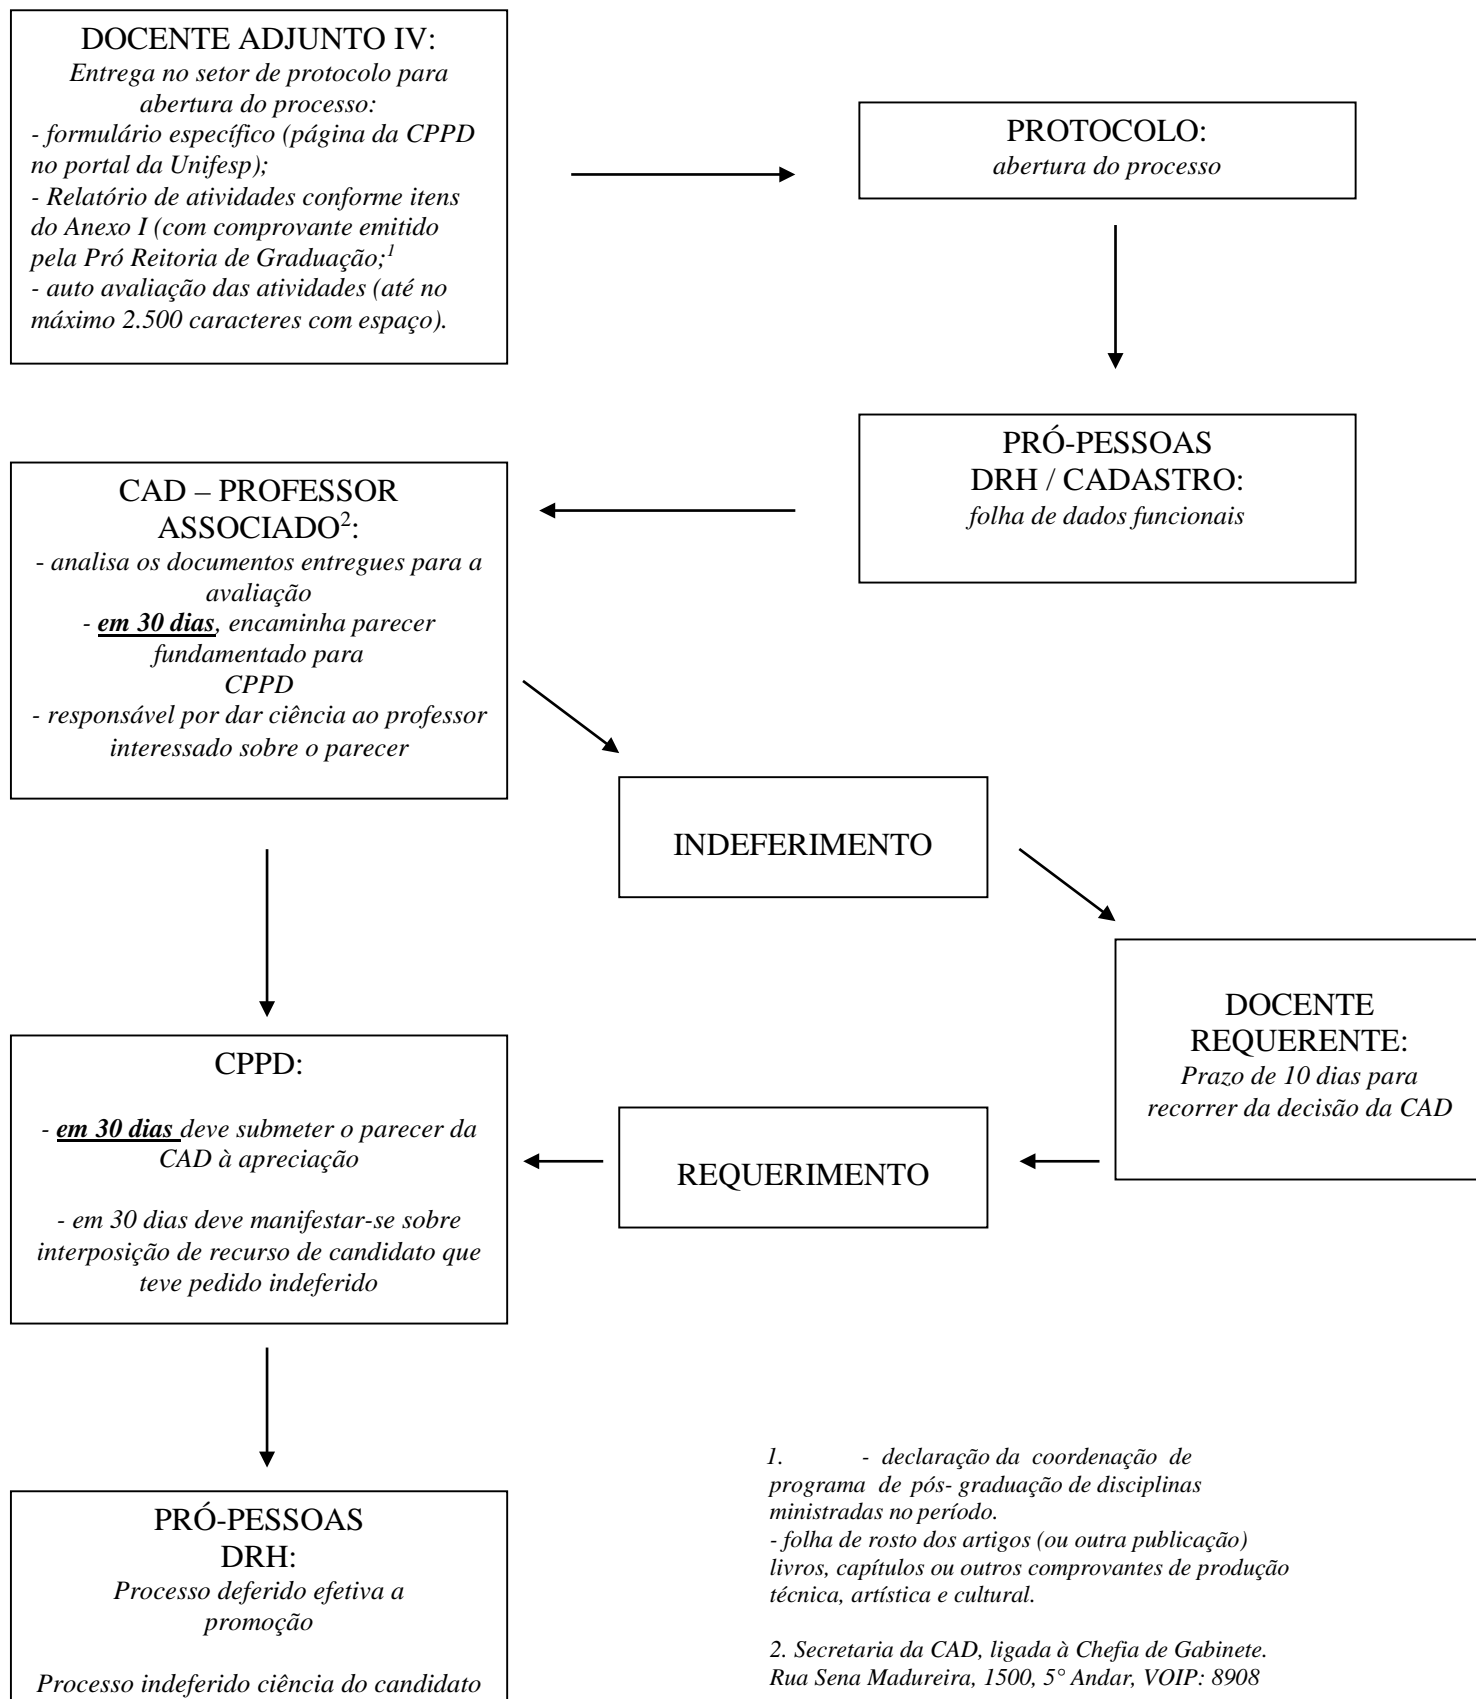 DOCENTE ADJUNTO IV:
Entrega no setor de protocolo para
abertura do processo:
- formulário específico (página da CPPD
no portal da Unifesp);
- Relatório de atividades conforme itens
do Anexo I (com comprovante emitido
pela Pró Reitoria de Graduação;1
- auto avaliação das atividades (até no
máximo 2.500 caracteres com espaço).
PROTOCOLO:
abertura do processo
PRÓ-PESSOAS
DRH / CADASTRO:
folha de dados funcionais
CAD – PROFESSOR
ASSOCIADO2:
- analisa os documentos entregues para a
avaliação
- em 30 dias, encaminha parecer
fundamentado para
CPPD
- responsável por dar ciência ao professor
interessado sobre o parecer
INDEFERIMENTO
DOCENTE
REQUERENTE:
Prazo de 10 dias para
recorrer da decisão da CAD
REQUERIMENTO
CPPD:
- em 30 dias deve submeter o parecer da
CAD à apreciação
- em 30 dias deve manifestar-se sobre
interposição de recurso de candidato que
teve pedido indeferido
PRÓ-PESSOAS
DRH:
Processo deferido efetiva a
promoção
Processo indeferido ciência do candidato
1. - declaração da coordenação de
programa de pós- graduação de disciplinas
ministradas no período.
- folha de rosto dos artigos (ou outra publicação)
livros, capítulos ou outros comprovantes de produção
técnica, artística e cultural.
2. Secretaria da CAD, ligada à Chefia de Gabinete.
Rua Sena Madureira, 1500, 5° Andar, VOIP: 8908